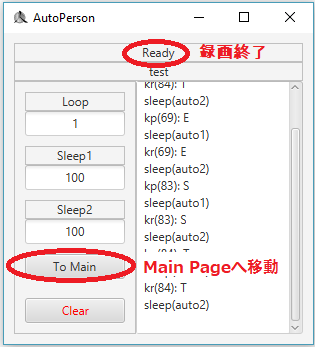 AutoPerson
Ready
録画終了
test
Loop
1
Sleep1
100
Sleep2
100
To Main
Main Pageへ移動
Clear
kr(84): T
sleep(auto2)
kp(69): E
sleep(auto1)
kr(69): E
sleep(auto2)
kp(83): S
sleep(auto1)
kr(83): S
sleep(auto2)
kr(84): T
sleep(auto2)